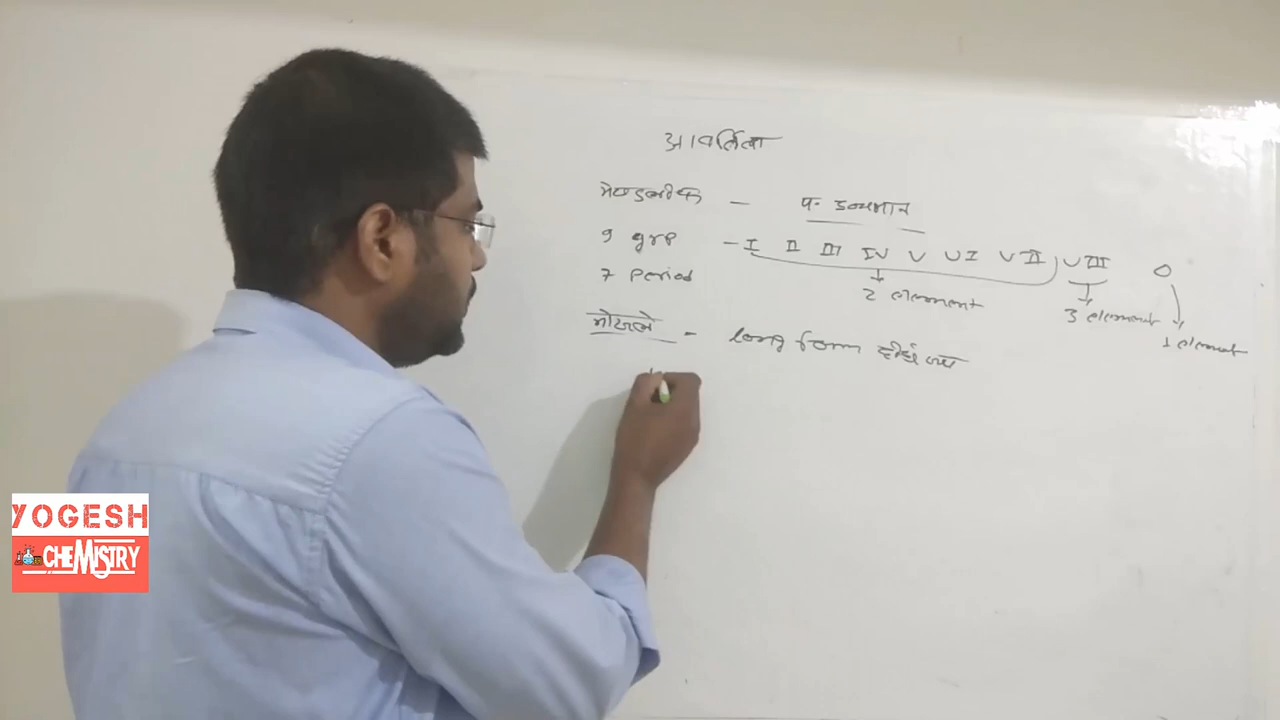 आवर्तिता
मेण्डलीफ — प. द्रव्यमान
9 grp — I II III IV V VI VII VIII 0
7 Period
2 element
3 element
1 element
मोजले - long form दीर्घ रूप
YOGESH
CHEMISTRY